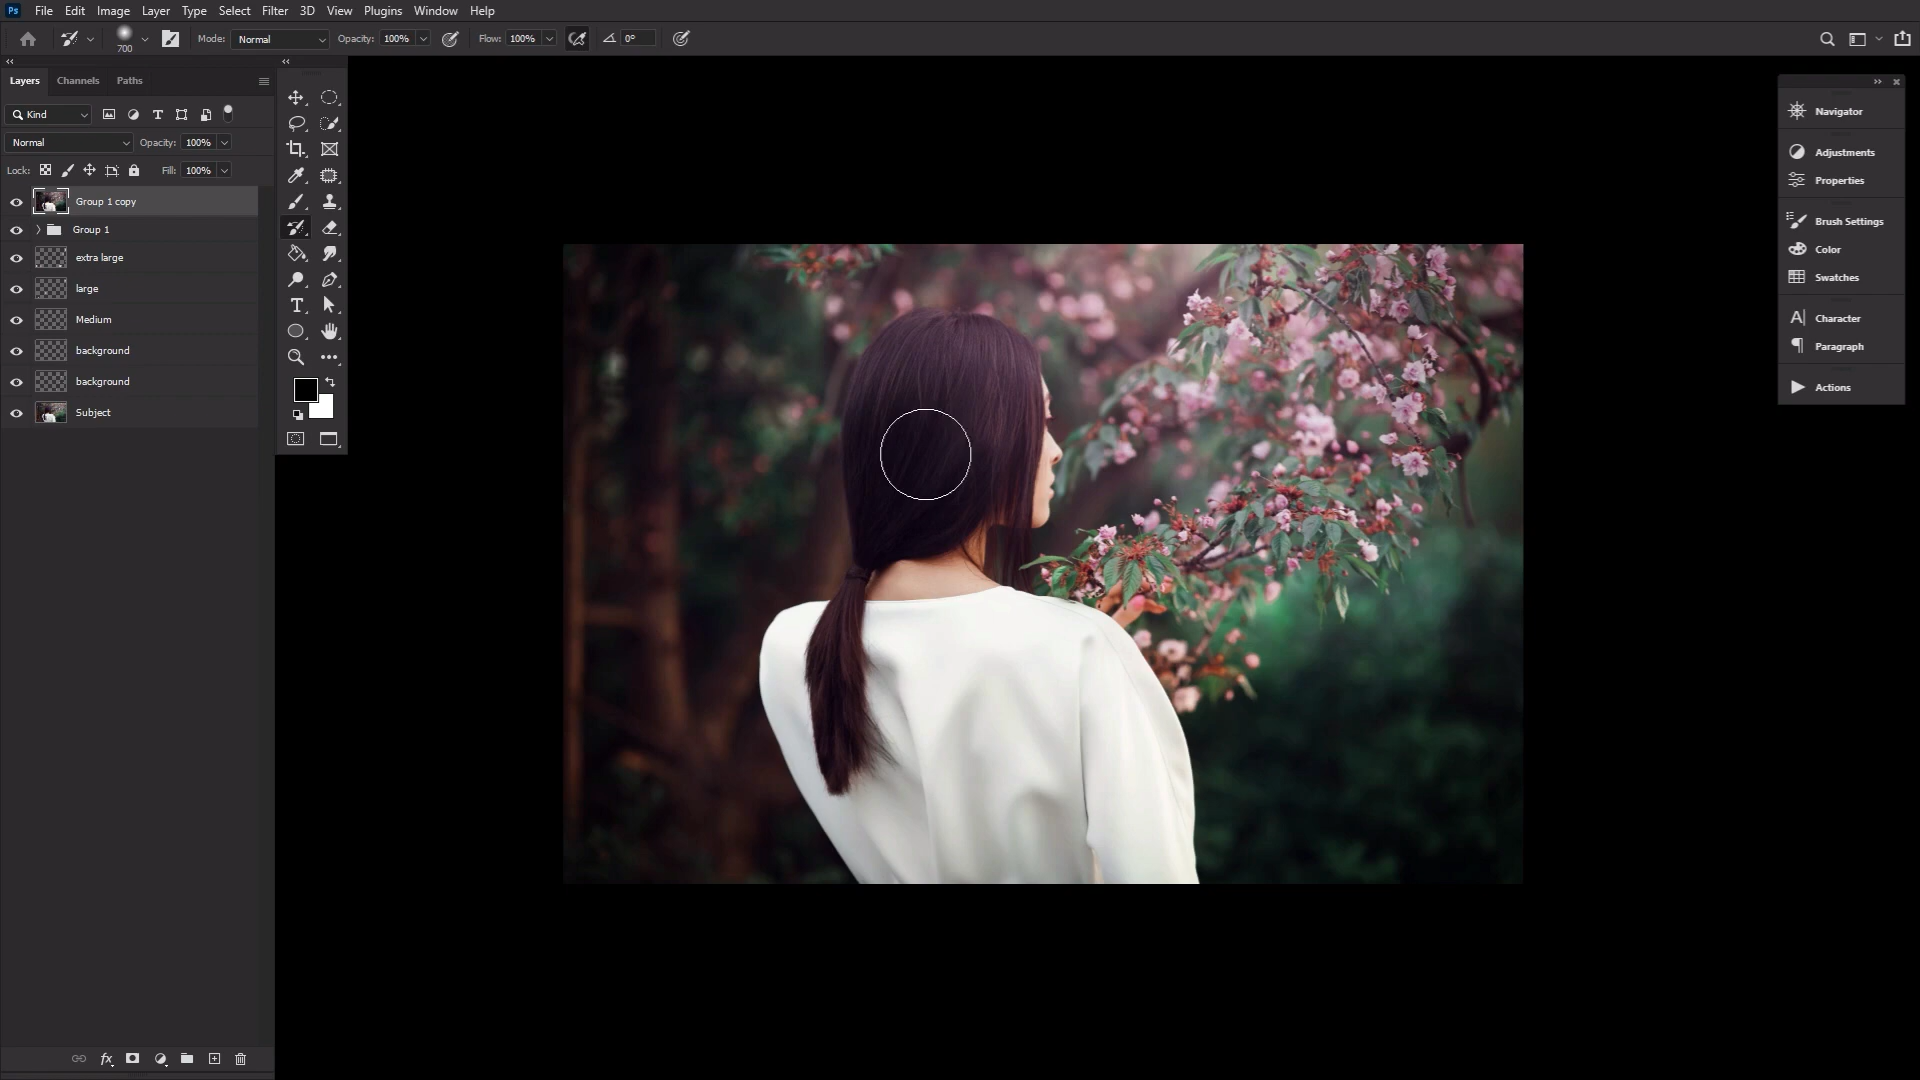 Ps File Edit Image Layer Type Select Filter 3D View Plugins Window Help
700 Mode: Normal Opacity: 100% Flow: 100% 0°
Layers Channels Paths
Kind
Normal Opacity: 100%
Lock: Fill: 100%
Group 1 copy
Group 1
extra large
large
Medium
background
background
Subject
fx
Navigator
Adjustments
Properties
Brush Settings
Color
Swatches
Character
Paragraph
Actions